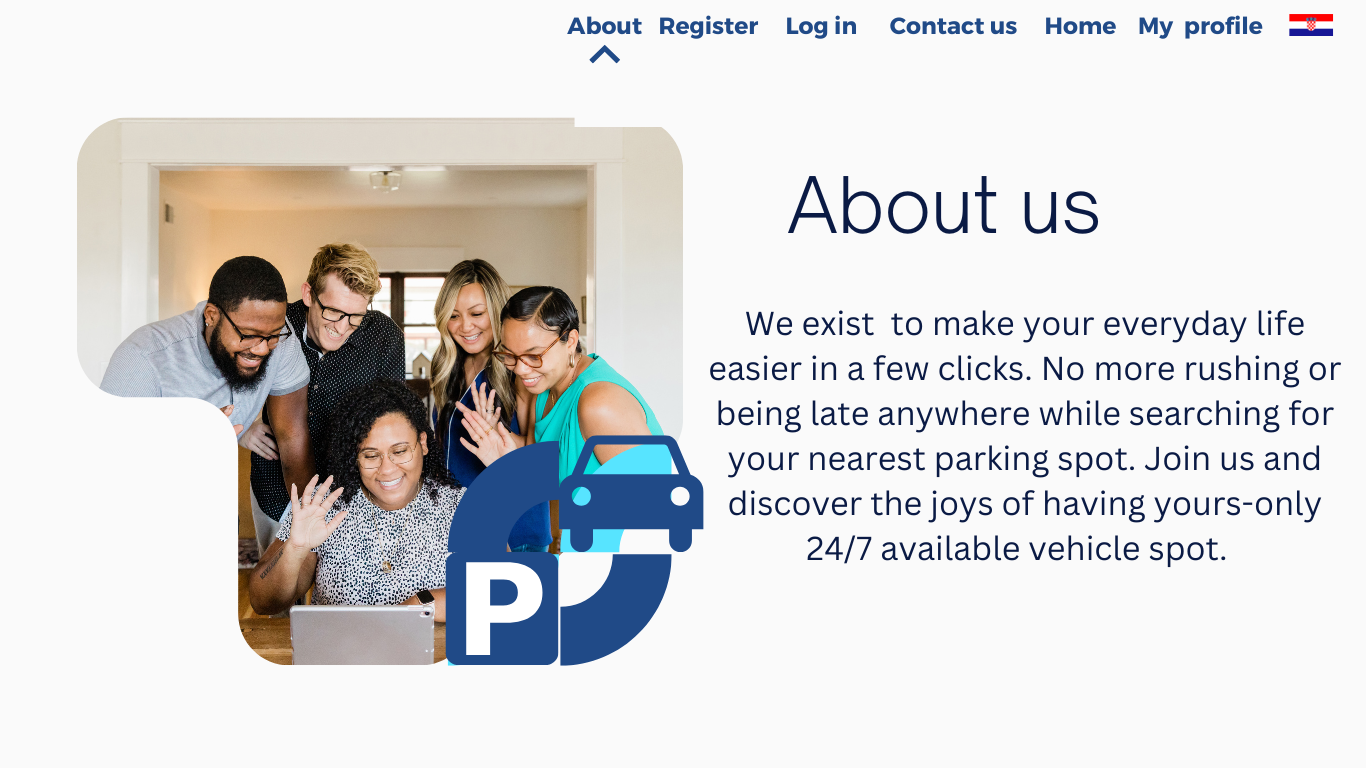 About Register Log in Contact us Home My profile
About us
We exist to make your everyday life
easier in a few clicks. No more rushing or
being late anywhere while searching for
your nearest parking spot. Join us and
discover the joys of having yours-only
24/7 available vehicle spot.
P